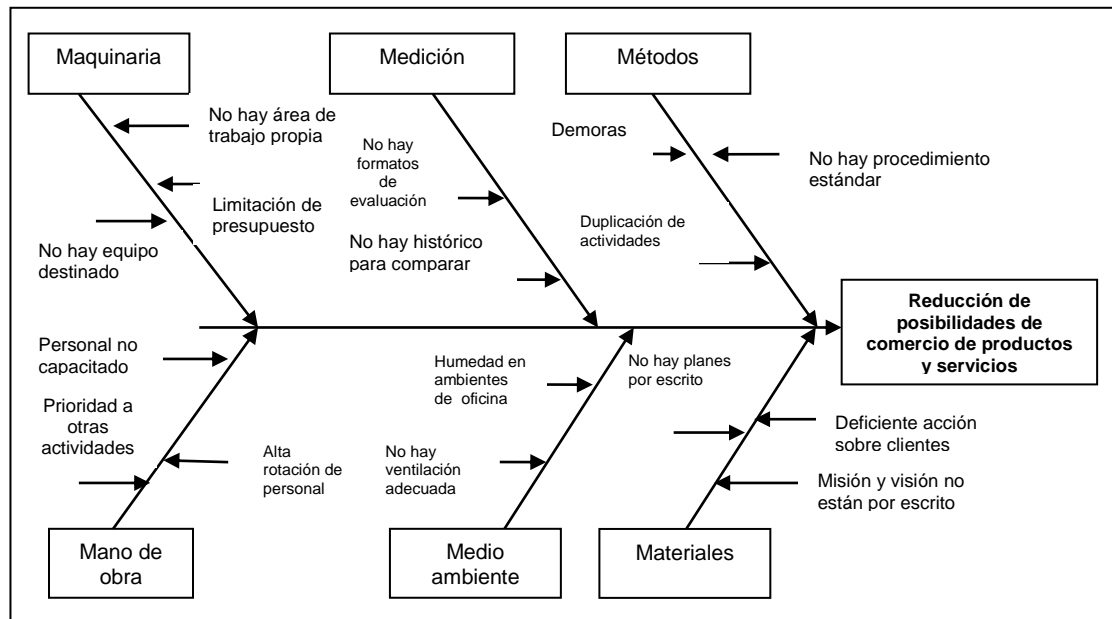 Maquinaria
Medición
Métodos
No hay área de
trabajo propia
Limitación de
presupuesto
No hay equipo
destinado
No hay
formatos
de
evaluación
No hay histórico
para comparar
Demoras
No hay procedimiento
estándar
Duplicación de
actividades
Reducción de
posibilidades de
comercio de productos
y servicios
Personal no
capacitado
Prioridad a
otras
actividades
Alta
rotación de
personal
Humedad en
ambientes
de oficina
No hay
ventilación
adecuada
No hay planes
por escrito
Deficiente acción
sobre clientes
Misión y visión no
están por escrito
Mano de
obra
Medio
ambiente
Materiales